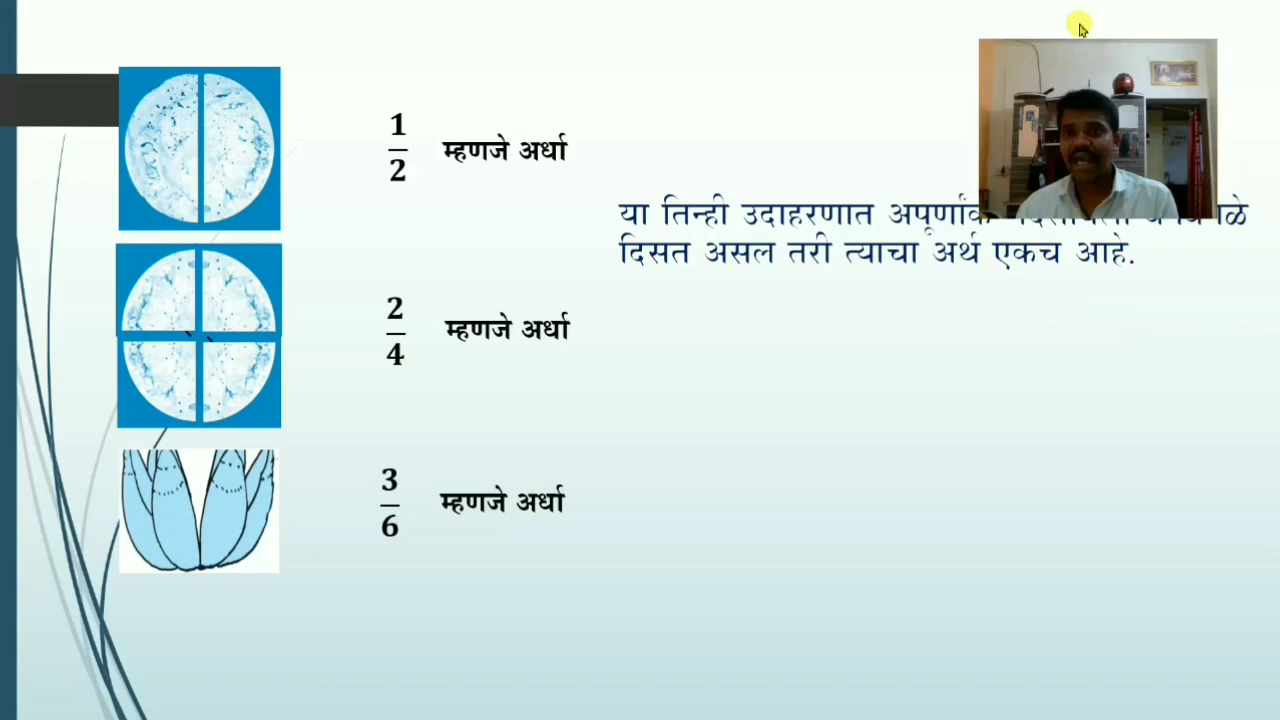 1/2 म्हणजे अर्धा
या तिन्ही उदाहरणात अपूर्णांक
दिसत असल तरी त्याचा अर्थ एकच आहे.
2/4 म्हणजे अर्धा
3/6 म्हणजे अर्धा